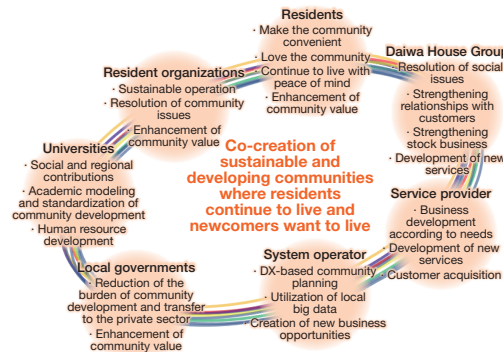 Residents
· Make the community
convenient
· Love the community
· Continue to live with
peace of mind
· Enhancement of
community value
Daiwa House Group
· Resolution of social
issues
· Strengthening
relationships with
customers
· Strengthening
stock business
· Development of new
services
Service provider
· Business
development
according to needs
· Development of new
services
· Customer acquisition
System operator
· DX-based community
planning
· Utilization of local
big data
· Creation of new business
opportunities
Local governments
· Reduction of the
burden of community
development and transfer
to the private sector
· Enhancement of
community value
Universities
· Social and regional
contributions
· Academic modeling
and standardization of
community development
· Human resource
development
Resident organizations
· Sustainable operation
· Resolution of community
issues
· Enhancement of
community value
Co-creation of
sustainable and
developing communities
where residents
continue to live and
newcomers want to live